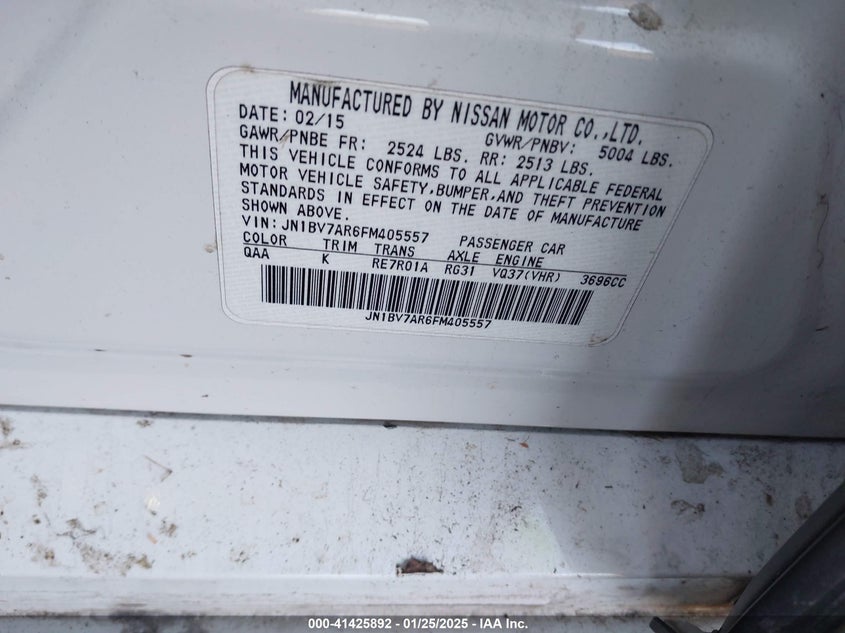 MANUFACTURED BY NISSAN MOTOR CO.,LTD.
DATE: 02/15 GVWR/PNBV: 5004 LBS.
GAWR/PNBE FR: 2524 LBS. RR: 2513 LBS.
THIS VEHICLE CONFORMS TO ALL APPLICABLE FEDERAL
MOTOR VEHICLE SAFETY,BUMPER,AND THEFT PREVENTION
STANDARDS IN EFFECT ON THE DATE OF MANUFACTURE
SHOWN ABOVE.
VIN: JN1BV7AR6FM405557 PASSENGER CAR
COLOR TRIM TRANS AXLE ENGINE
QAA K RE7R01A RG31 VQ37(VHR) 3696CC
JN1BV7AR6FM405557
000-41425892 - 01/25/2025 - IAA Inc.